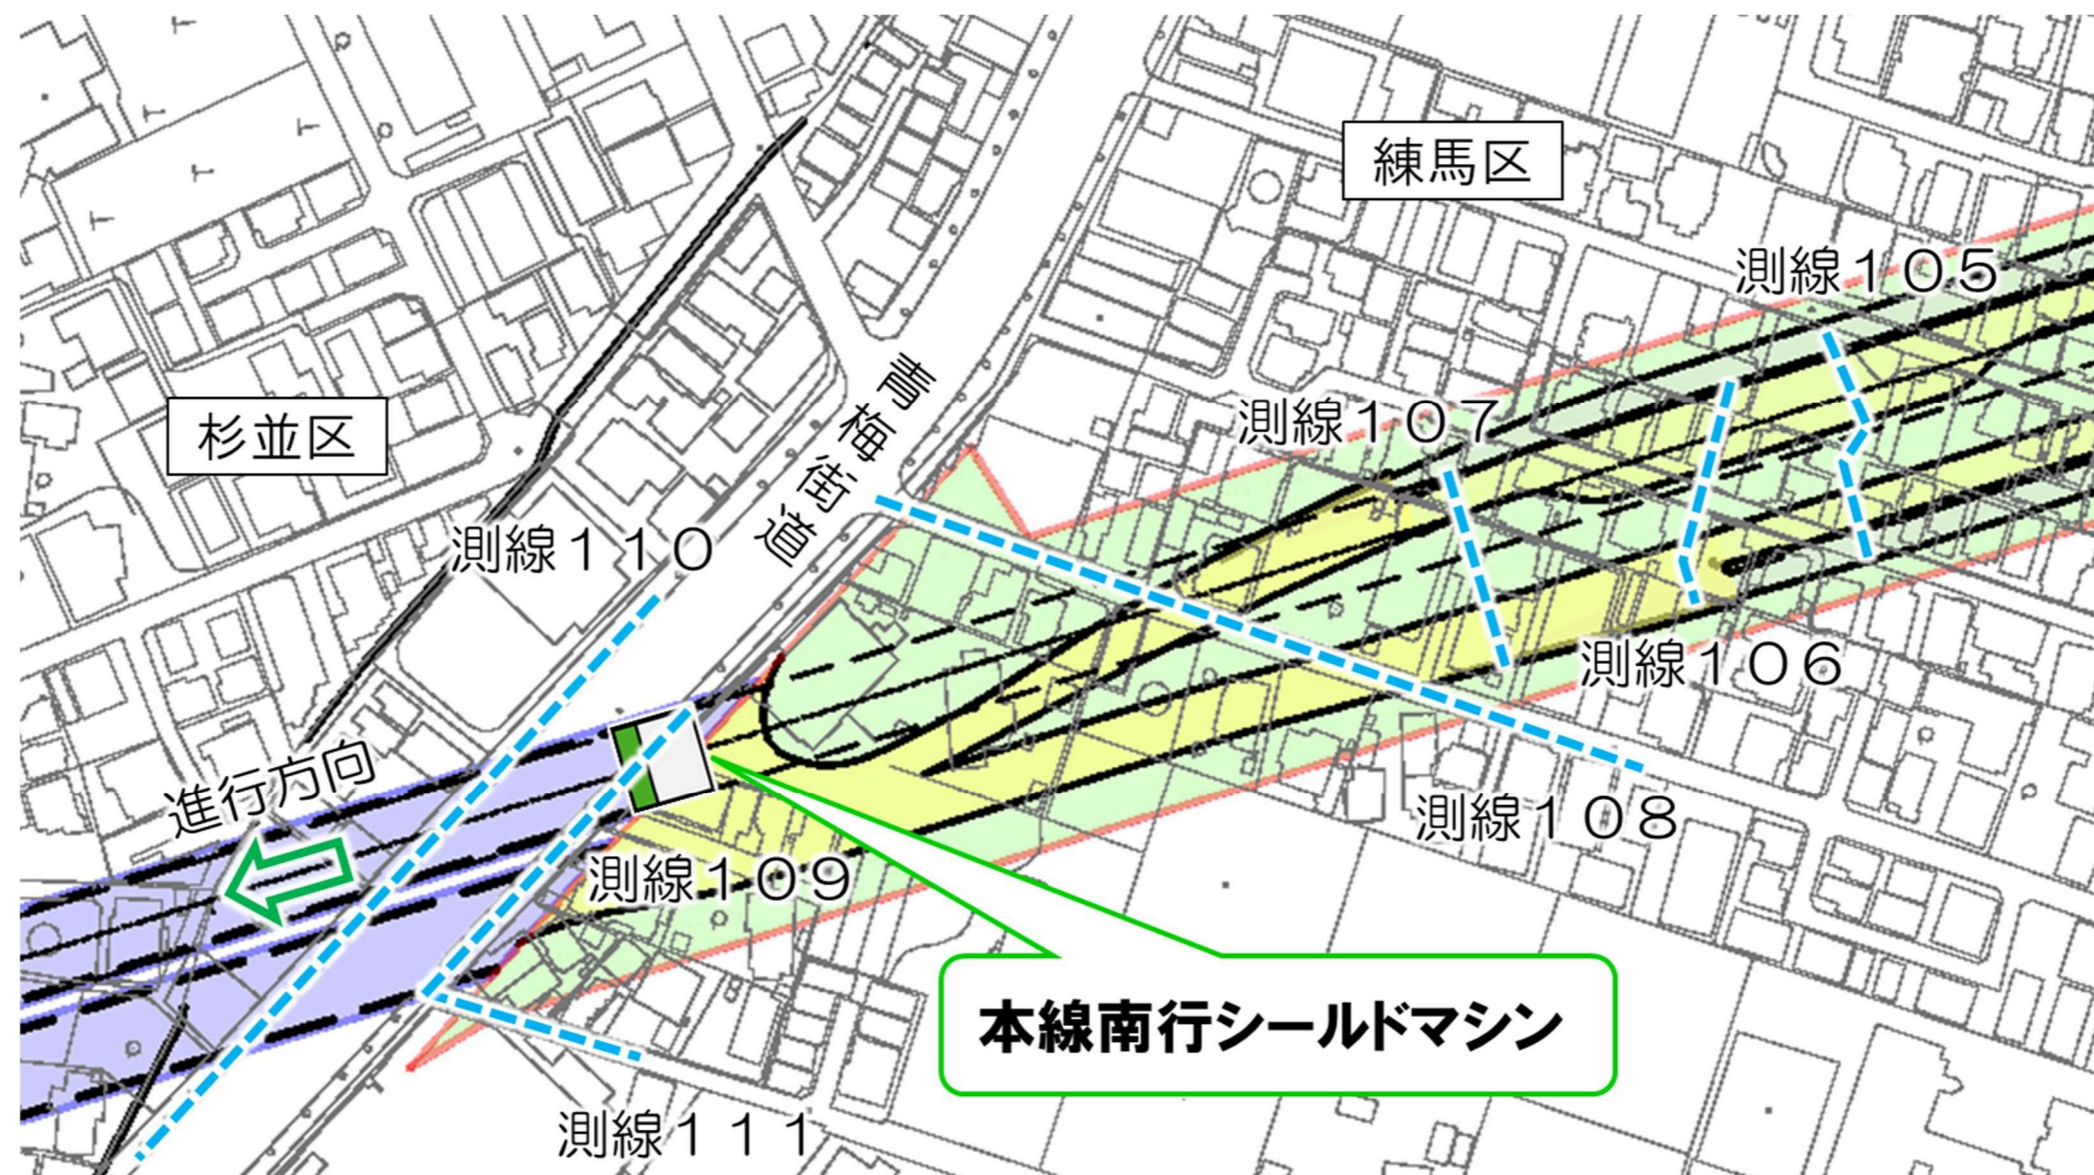 練馬区
測線１０５
青梅街道
測線１０７
杉並区
測線１１０
測線１０６
進行方向
測線１０８
測線１０９
本線南行シールドマシン
測線１１１